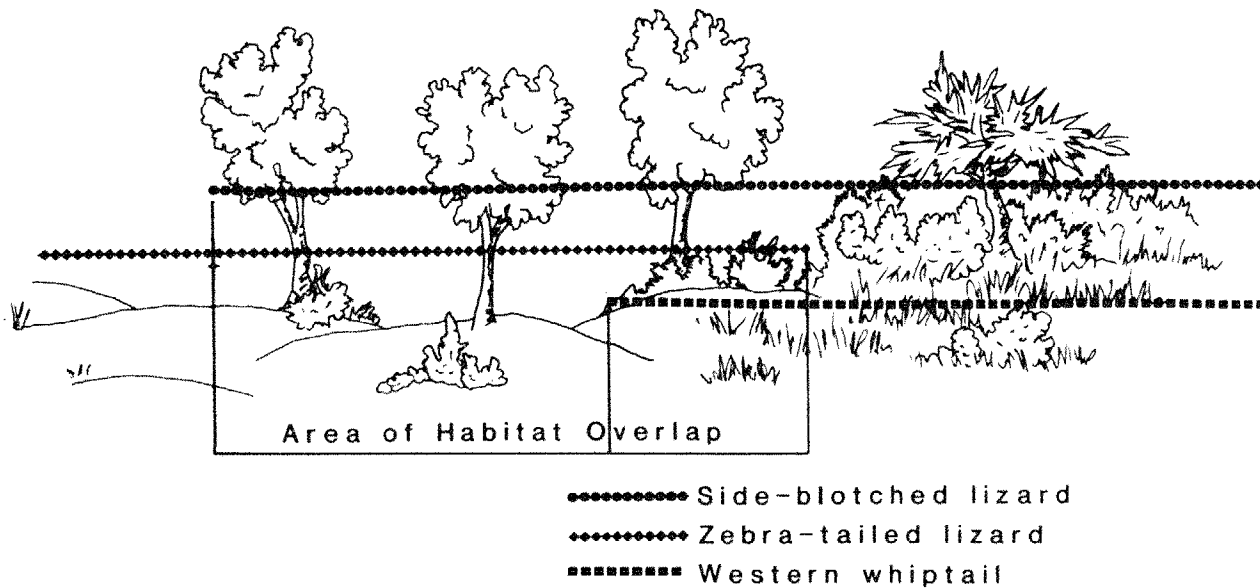 Area of Habitat Overlap
Side-blotched lizard
Zebra-tailed lizard
Western whiptail